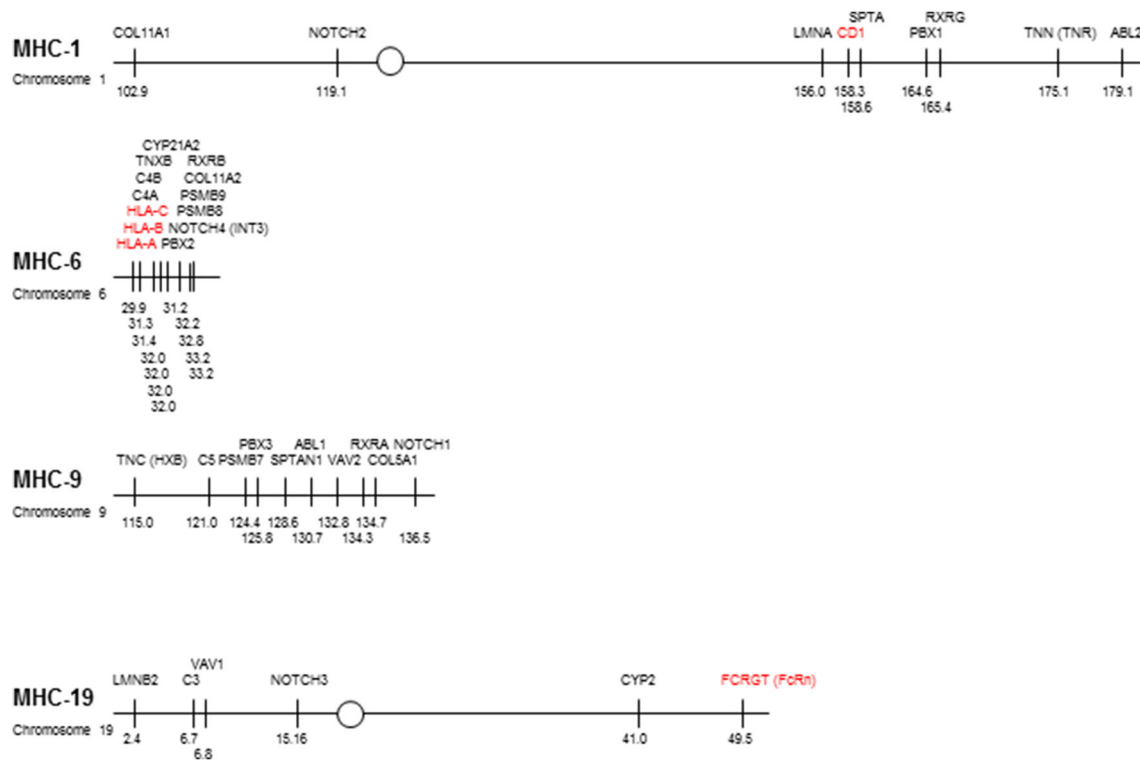 SPTA RXRG
COL11A1 NOTCH2 LMNA CD1 PBX1 TNN (TNR) ABL2
MHC-1
Chromosome 1
102.9 119.1 156.0 158.3 164.6 175.1 179.1
158.6 165.4
CYP21A2
TNXB RXRB
C4B COL11A2
C4A PSMB9
HLA-C PSMB8
HLA-B NOTCH4 (INT3)
HLA-A PBX2
MHC-6
Chromosome 6
29.9 31.2
31.3 32.2
31.4 32.8
32.0 33.2
32.0 33.2
32.0
32.0
PBX3 ABL1 RXRA NOTCH1
TNC (HXB) C5 PSMB7 SPTAN1 VAV2 COL5A1
MHC-9
Chromosome 9
115.0 121.0 124.4 128.6 132.8 134.7
125.8 130.7 134.3 136.5
VAV1
LMNB2 C3 NOTCH3 CYP2 FCRGT (FcRn)
MHC-19
Chromosome 19
2.4 6.7 15.16 41.0 49.5
6.8